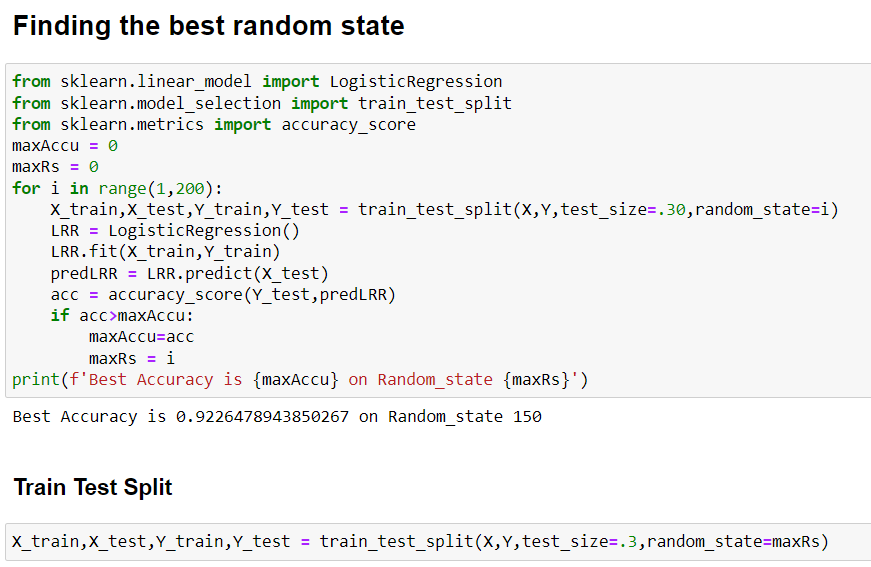 Finding the best random state
from sklearn.linear_model import LogisticRegression
from sklearn.model_selection import train_test_split
from sklearn.metrics import accuracy_score
maxAccu = 0
maxRs = 0
for i in range(1,200):
    X_train,X_test,Y_train,Y_test = train_test_split(X,Y,test_size=.30,random_state=i)
    LRR = LogisticRegression()
    LRR.fit(X_train,Y_train)
    predLRR = LRR.predict(X_test)
    acc = accuracy_score(Y_test,predLRR)
    if acc>maxAccu:
        maxAccu=acc
        maxRs = i
print(f'Best Accuracy is {maxAccu} on Random_state {maxRs}')
Best Accuracy is 0.9226478943850267 on Random_state 150
Train Test Split
X_train,X_test,Y_train,Y_test = train_test_split(X,Y,test_size=.3,random_state=maxRs)